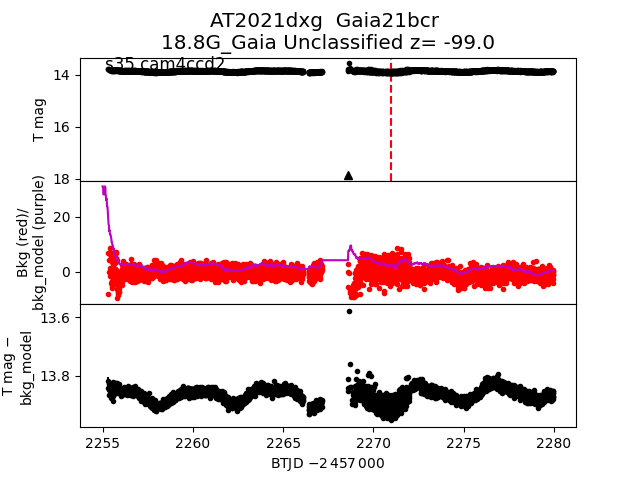 AT2021dxg  Gaia21bcr
18.8G_Gaia Unclassified z= -99.0
s35 cam4ccd2
14
16
18
T mag
20
0
Bkg (red)/
bkg_model (purple)
13.6
13.8
T mag −
bkg_model
2255
2260
2265
2270
2275
2280
BTJD −2 457 000